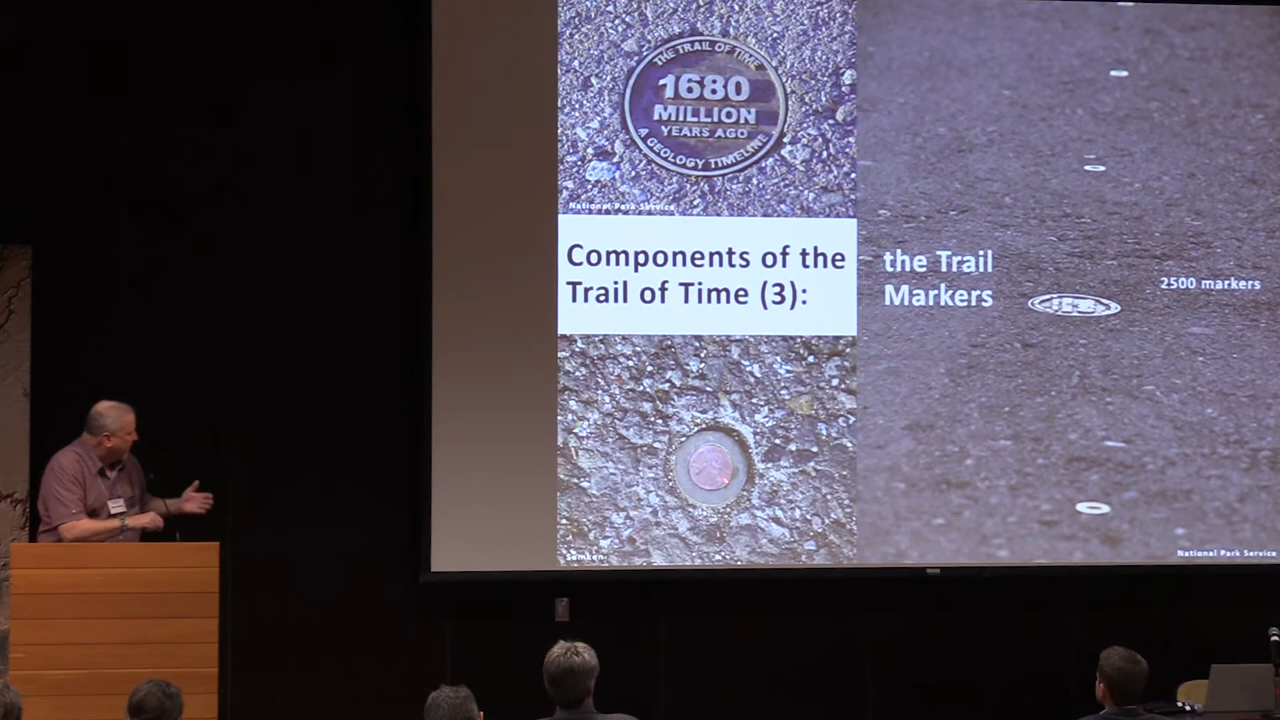 THE TRAIL OF TIME
1680
MILLION
YEARS AGO
A GEOLOGY TIMELINE
National Park Service
Components of the
Trail of Time (3):
the Trail
Markers
2500 markers
Semken
National Park Service